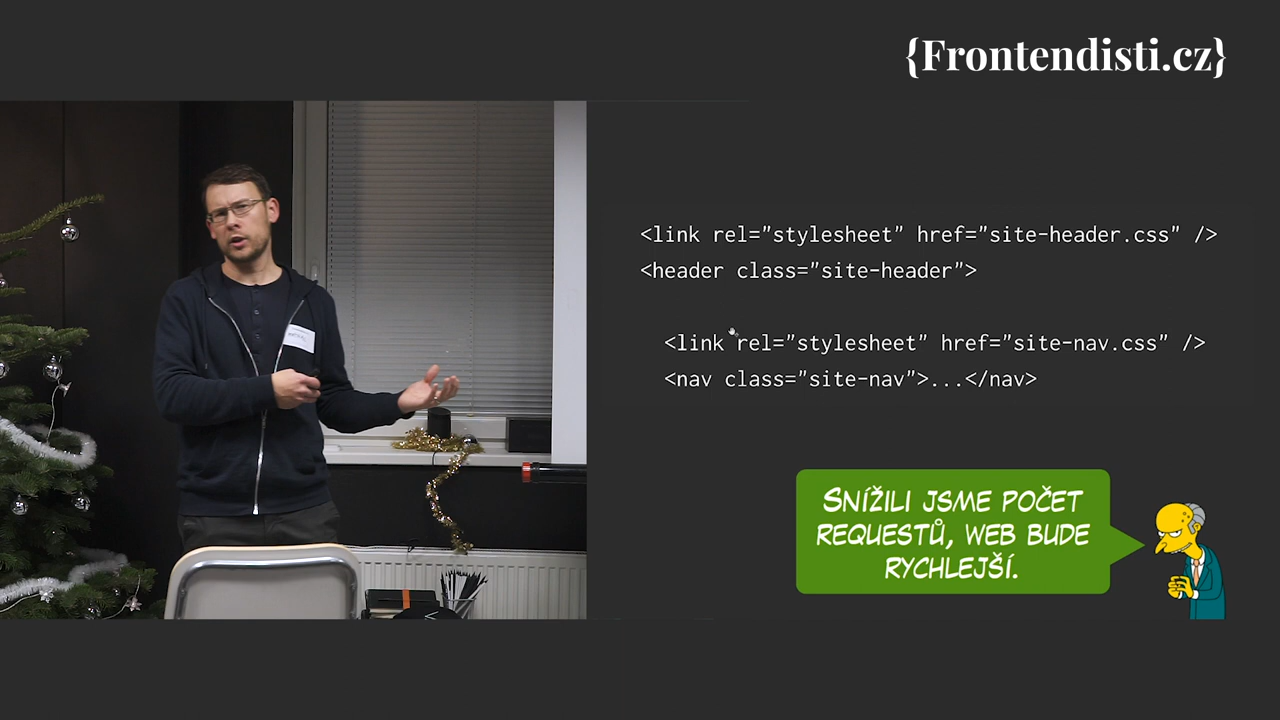 {Frontendisti.cz}
<link rel="stylesheet" href="site-header.css" />
<header class="site-header">
<link rel="stylesheet" href="site-nav.css" />
<nav class="site-nav">...</nav>
SNÍŽILI JSME POČET
REQUESTŮ, WEB BUDE
RYCHLEJŠÍ.